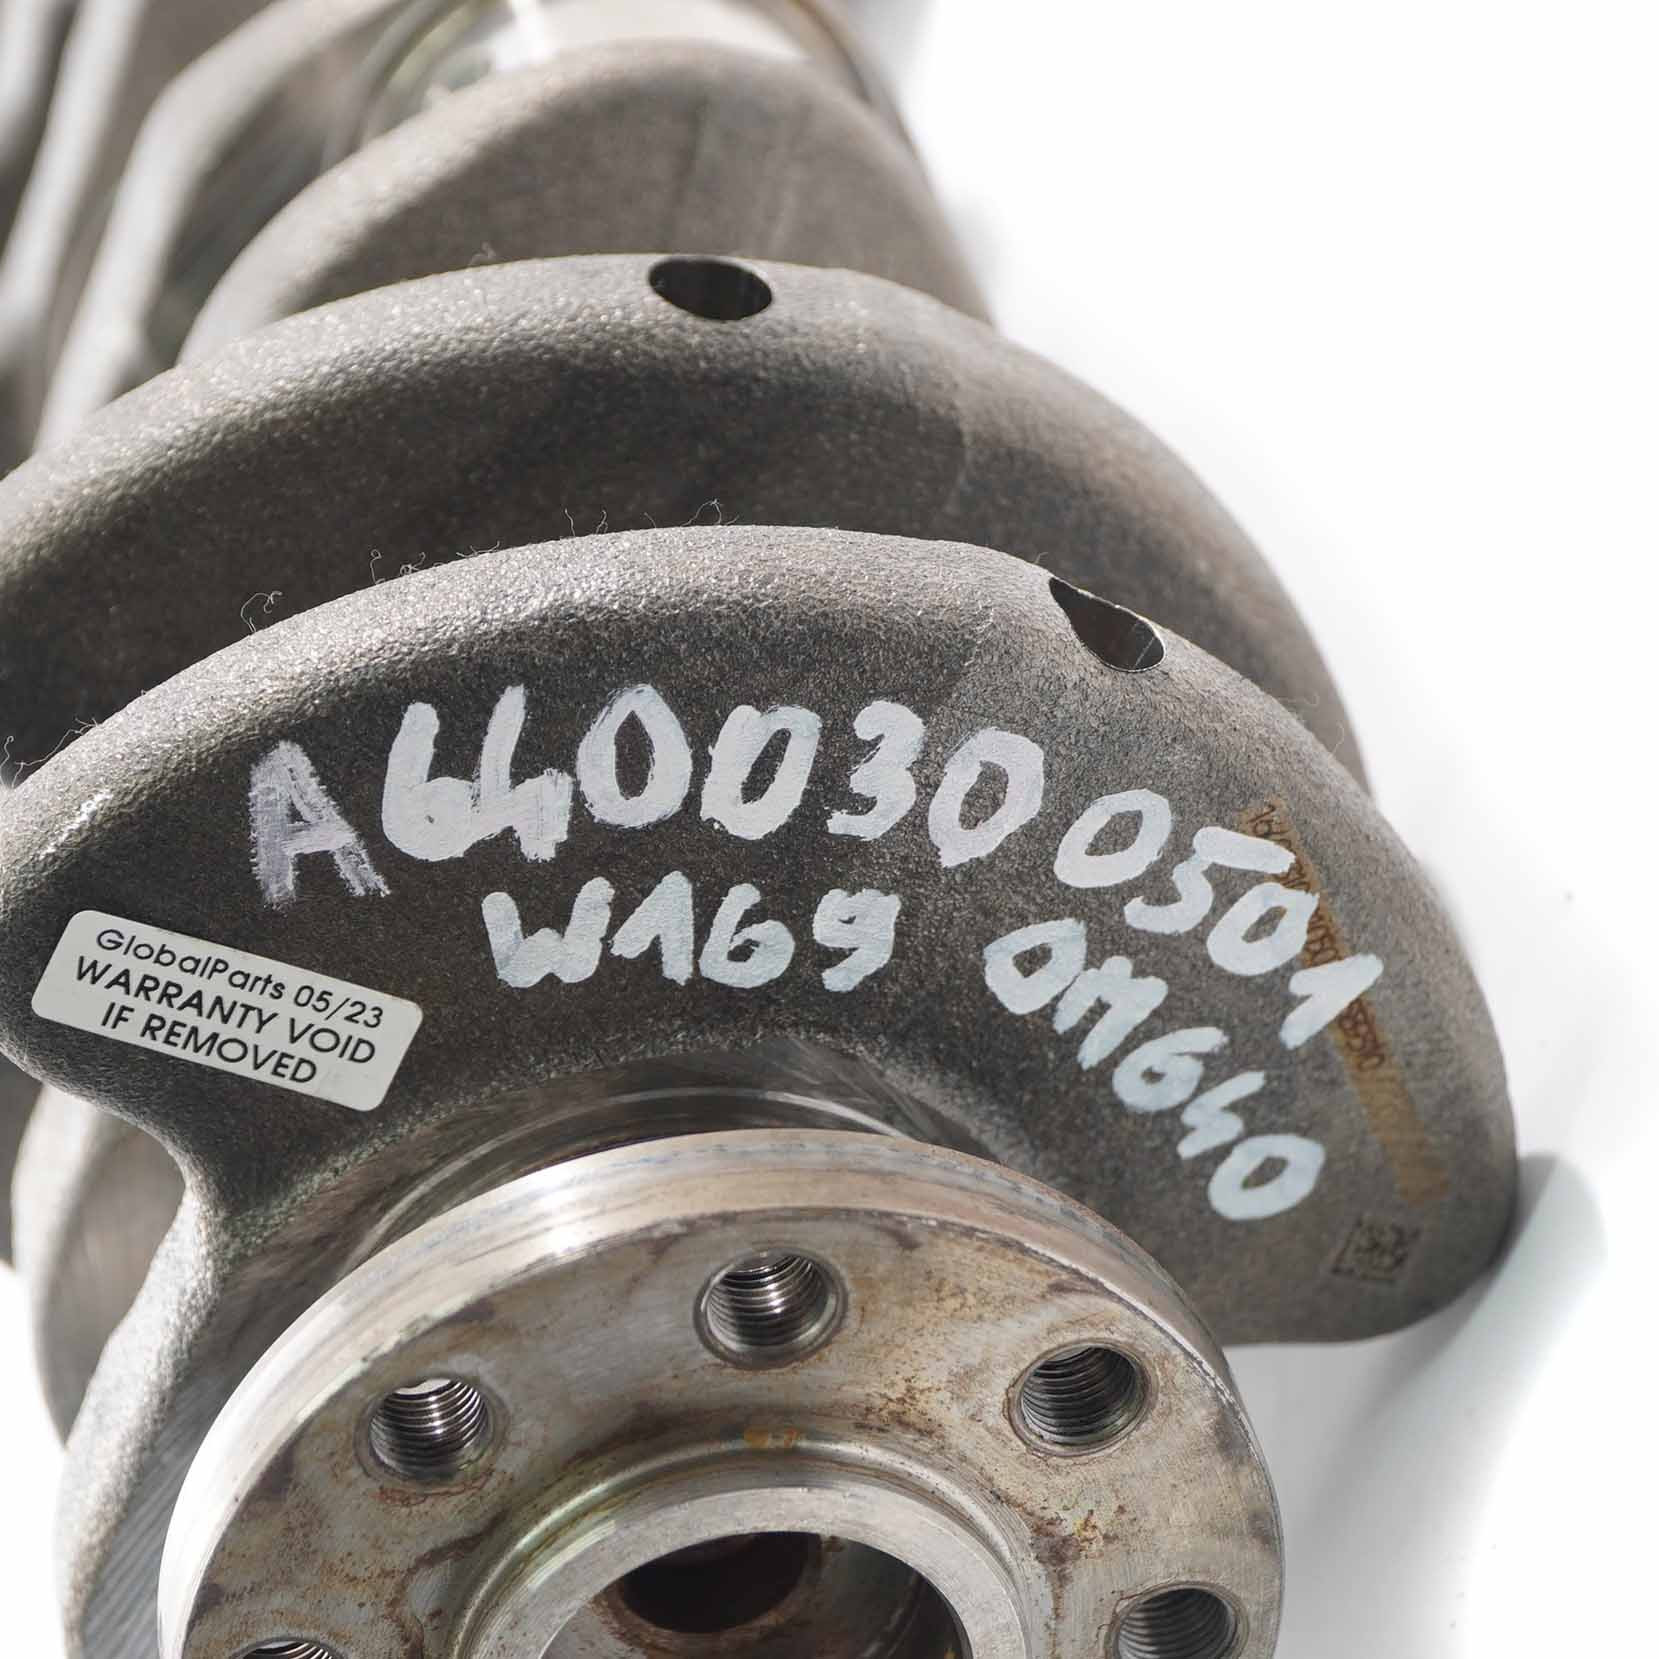 A6400300501
W169 OM640
GlobalParts 05/23
WARRANTY VOID
IF REMOVED